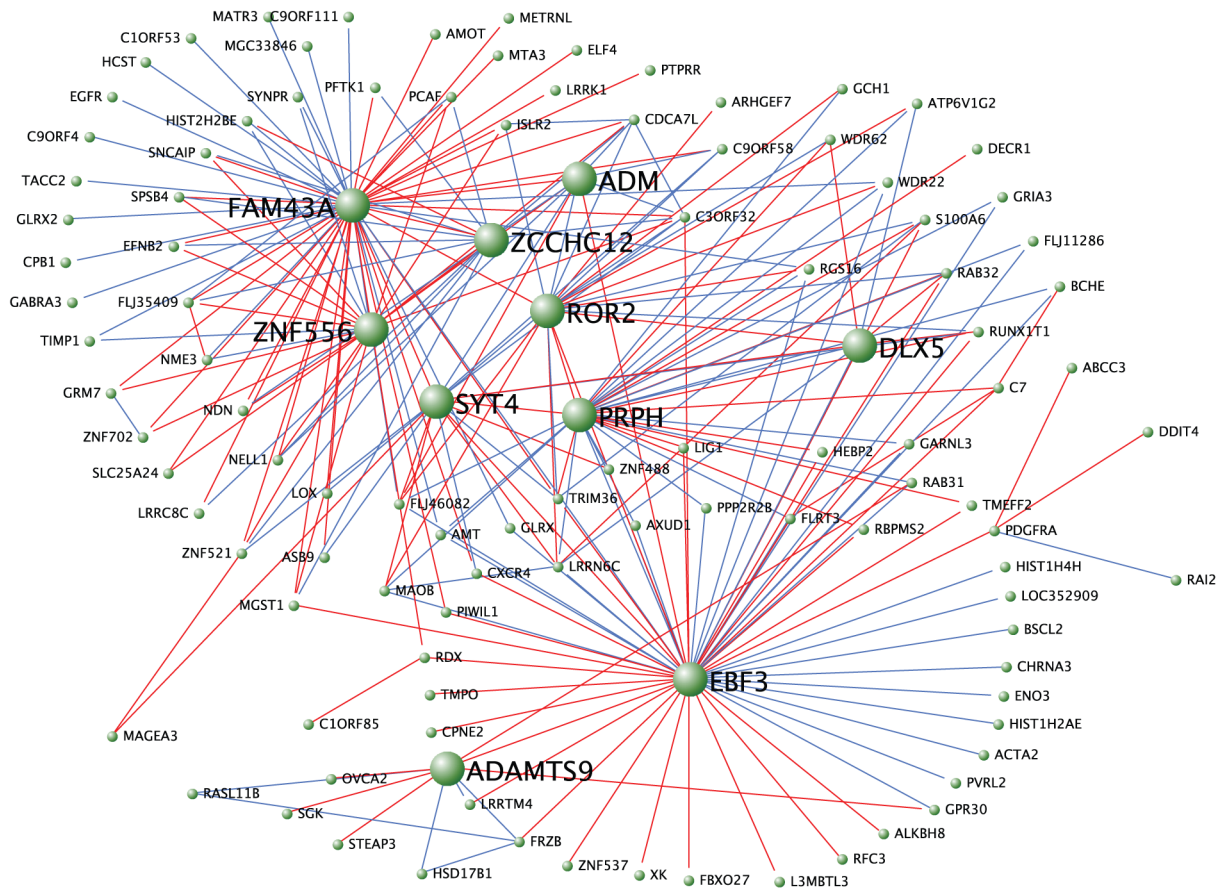 MATR3
C9ORF111
METRNL
C1ORF53
MGC33846
AMOT
HCST
MTA3
ELF4
PTPRR
EGFR
SYNPR
PFTK1
PCAF
LRRK1
GCH1
HIST2H2BE
ISLR2
CDCA7L
ARHGEF7
ATP6V1G2
C9ORF4
SNCAIP
C9ORF58
WDR62
DECR1
TACC2
SPSB4
FAM43A
ADM
WDR22
GRIA3
GLRX2
FFNB2
ZCCHC12
C3ORF32
S100A6
FLJ11286
CPB1
RGS16
RAB32
BCHE
GABRA3
FLJ35409
ROR2
TIMP1
ZNF556
DLX5
RUNX1T1
NME3
ABCC3
GRM7
NDN
SYT4
PRPH
C7
ZNF702
DDIT4
SLC25A24
NELL1
ZNF488
LIG1
HEBP2
GARNL3
LRRC8C
LOX
FLJ46082
TRIM36
PPP2R2B
RAB31
TMEFF2
ZNF521
ASB9
AMT
GLRX
AXUD1
FLRT3
RBPMS2
PDGFRA
MGST1
MAOB
CXCR4
LRRN6C
HIST1H4H
RAI2
PIWIL1
LOC352909
BSCL2
RDX
EBF3
CHRNA3
TMPO
ENO3
MAGEA3
C1ORF85
CPNE2
HIST1H2AE
ACTA2
OVCA2
ADAMTS9
PVRL2
RASL11B
SGK
LRRTM4
GPR30
STEAP3
FRZB
ALKBH8
HSD17B1
ZNF537
XK
FBXO27
L3MBTL3
RFC3